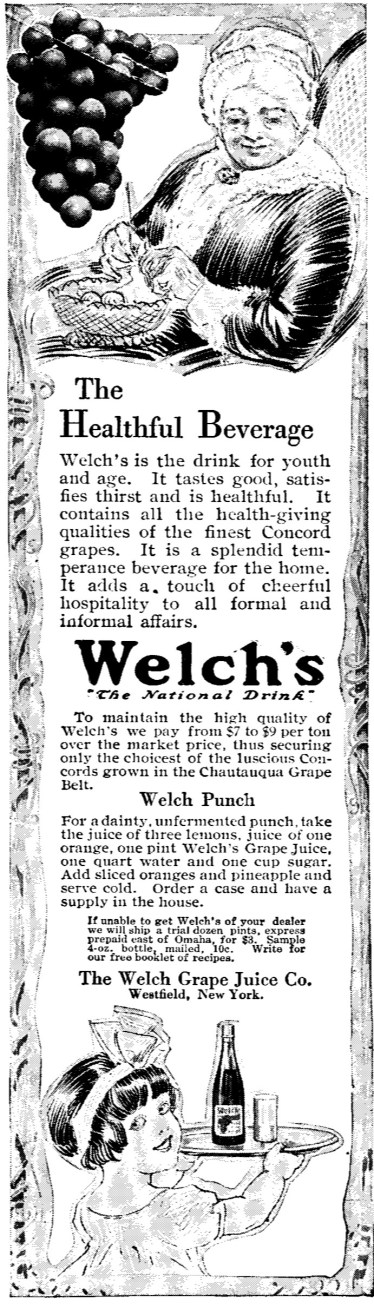 The
Healthful Beverage
Welch's is the drink for youth
and age. It tastes good, satis-
fies thirst and is healthful. It
contains all the health-giving
qualities of the finest Concord
grapes. It is a splendid tem-
perance beverage for the home.
It adds a touch of cheerful
hospitality to all formal and
informal affairs.
Welch's
"The National Drink"
To maintain the high quality of
Welch's we pay from $7 to $9 per ton
over the market price, thus securing
only the choicest of the luscious Con-
cords grown in the Chautauqua Grape
Belt.
Welch Punch
For a dainty, unfermented punch, take
the juice of three lemons, juice of one
orange, one pint Welch's Grape Juice,
one quart water and one cup sugar.
Add sliced oranges and pineapple and
serve cold. Order a case and have a
supply in the house.
If unable to get Welch's of your dealer
we will ship a trial dozen pints, express
prepaid east of Omaha, for $3. Sample
4-oz. bottle, mailed, 10c. Write for
our free booklet of recipes.
The Welch Grape Juice Co.
Westfield, New York.
Welch's